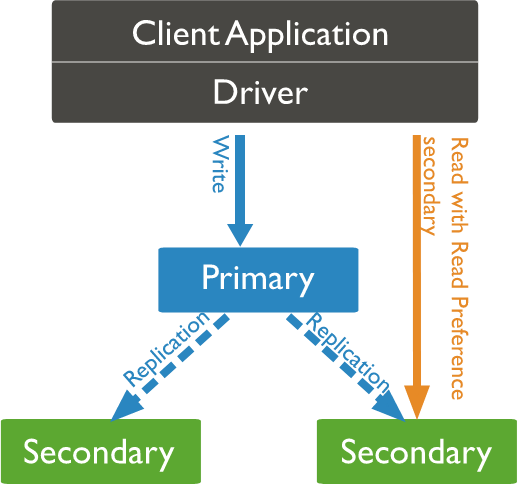 Client Application
Driver
Write
Read with Read Preference
secondary
Primary
Replication
Replication
Secondary
Secondary